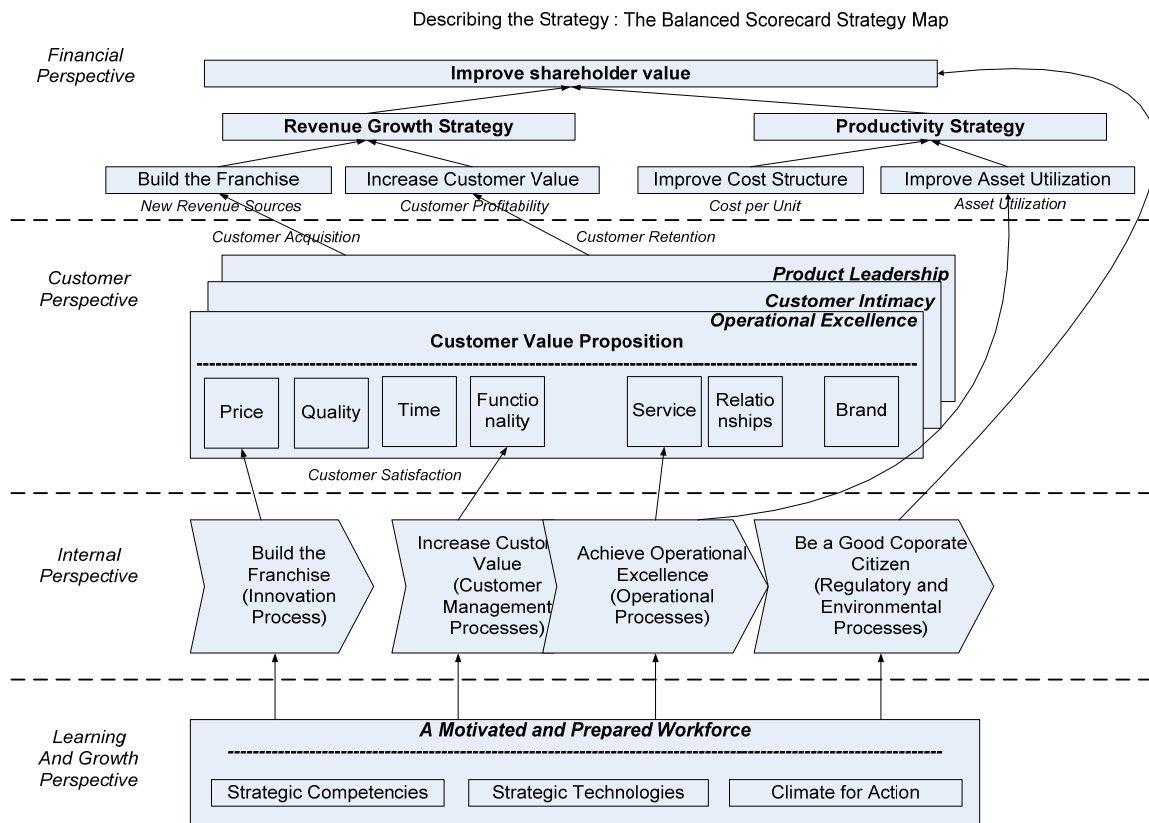 Describing the Strategy : The Balanced Scorecard Strategy Map
Financial
Perspective
Improve shareholder value
Revenue Growth Strategy
Productivity Strategy
Build the Franchise
Increase Customer Value
Improve Cost Structure
Improve Asset Utilization
New Revenue Sources
Customer Profitability
Cost per Unit
Asset Utilization
Customer Acquisition
Customer Retention
Customer
Perspective
Product Leadership
Customer Intimacy
Operational Excellence
Customer Value Proposition
Price
Quality
Time
Functio
nality
Service
Relatio
nships
Brand
Customer Satisfaction
Internal
Perspective
Build the
Franchise
(Innovation
Process)
Increase Custom
Value
(Customer
Management
Processes)
Achieve Operational
Excellence
(Operational
Processes)
Be a Good Coporate
Citizen
(Regulatory and
Environmental
Processes)
Learning
And Growth
Perspective
A Motivated and Prepared Workforce
Strategic Competencies
Strategic Technologies
Climate for Action